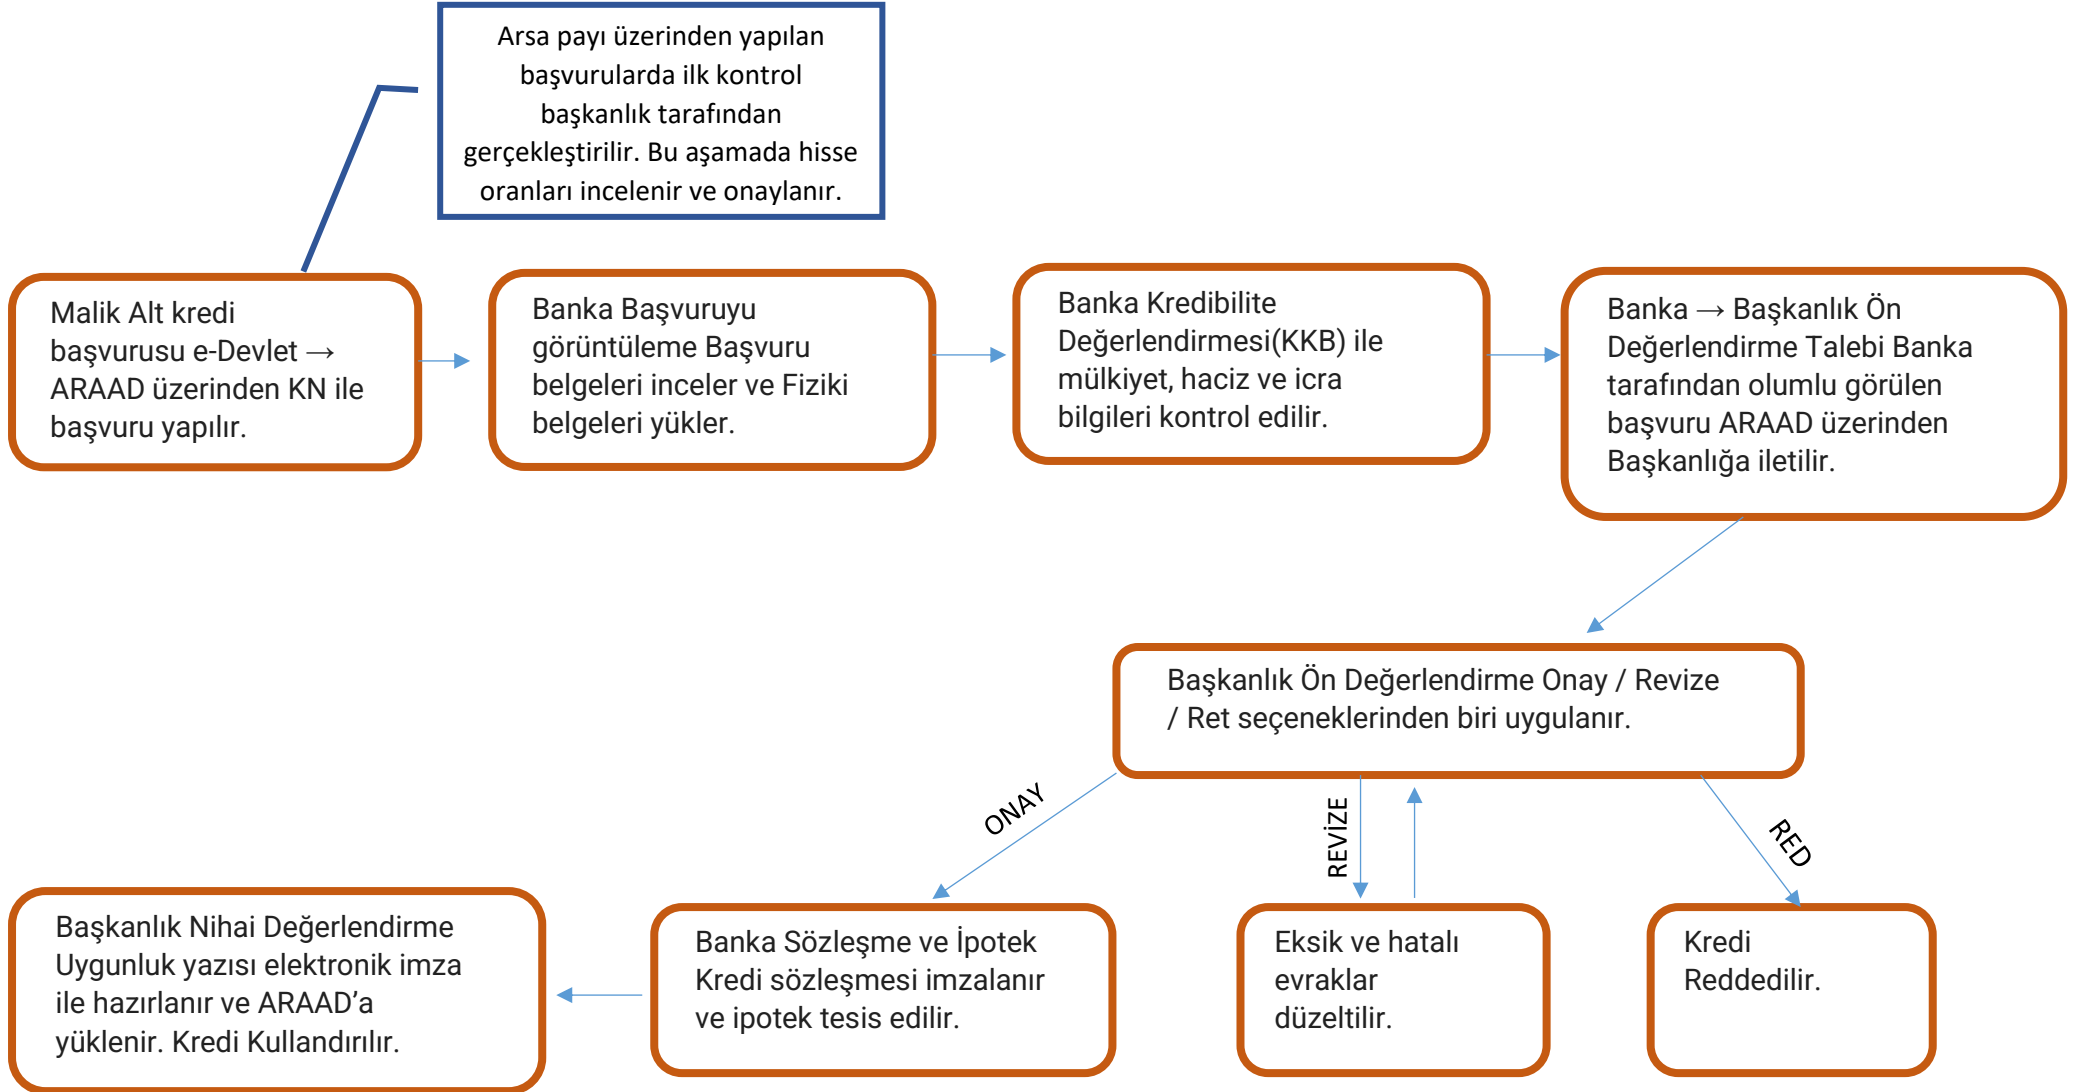 Arsa payı üzerinden yapılan
başvurularda ilk kontrol
başkanlık tarafından
gerçekleştirilir. Bu aşamada hisse
oranları incelenir ve onaylanır.
Malik Alt kredi
başvurusu e-Devlet →
ARAAD üzerinden KN ile
başvuru yapılır.
Banka Başvuruyu
görüntüleme Başvuru
belgeleri inceler ve Fiziki
belgeleri yükler.
Banka Kredibilite
Değerlendirmesi(KKB) ile
mülkiyet, haciz ve icra
bilgileri kontrol edilir.
Banka → Başkanlık Ön
Değerlendirme Talebi Banka
tarafından olumlu görülen
başvuru ARAAD üzerinden
Başkanlığa iletilir.
Başkanlık Ön Değerlendirme Onay / Revize
/ Ret seçeneklerinden biri uygulanır.
ONAY
REVİZE
RED
Başkanlık Nihai Değerlendirme
Uygunluk yazısı elektronik imza
ile hazırlanır ve ARAAD’a
yüklenir. Kredi Kullandırılır.
Banka Sözleşme ve İpotek
Kredi sözleşmesi imzalanır
ve ipotek tesis edilir.
Eksik ve hatalı
evraklar
düzeltilir.
Kredi
Reddedilir.